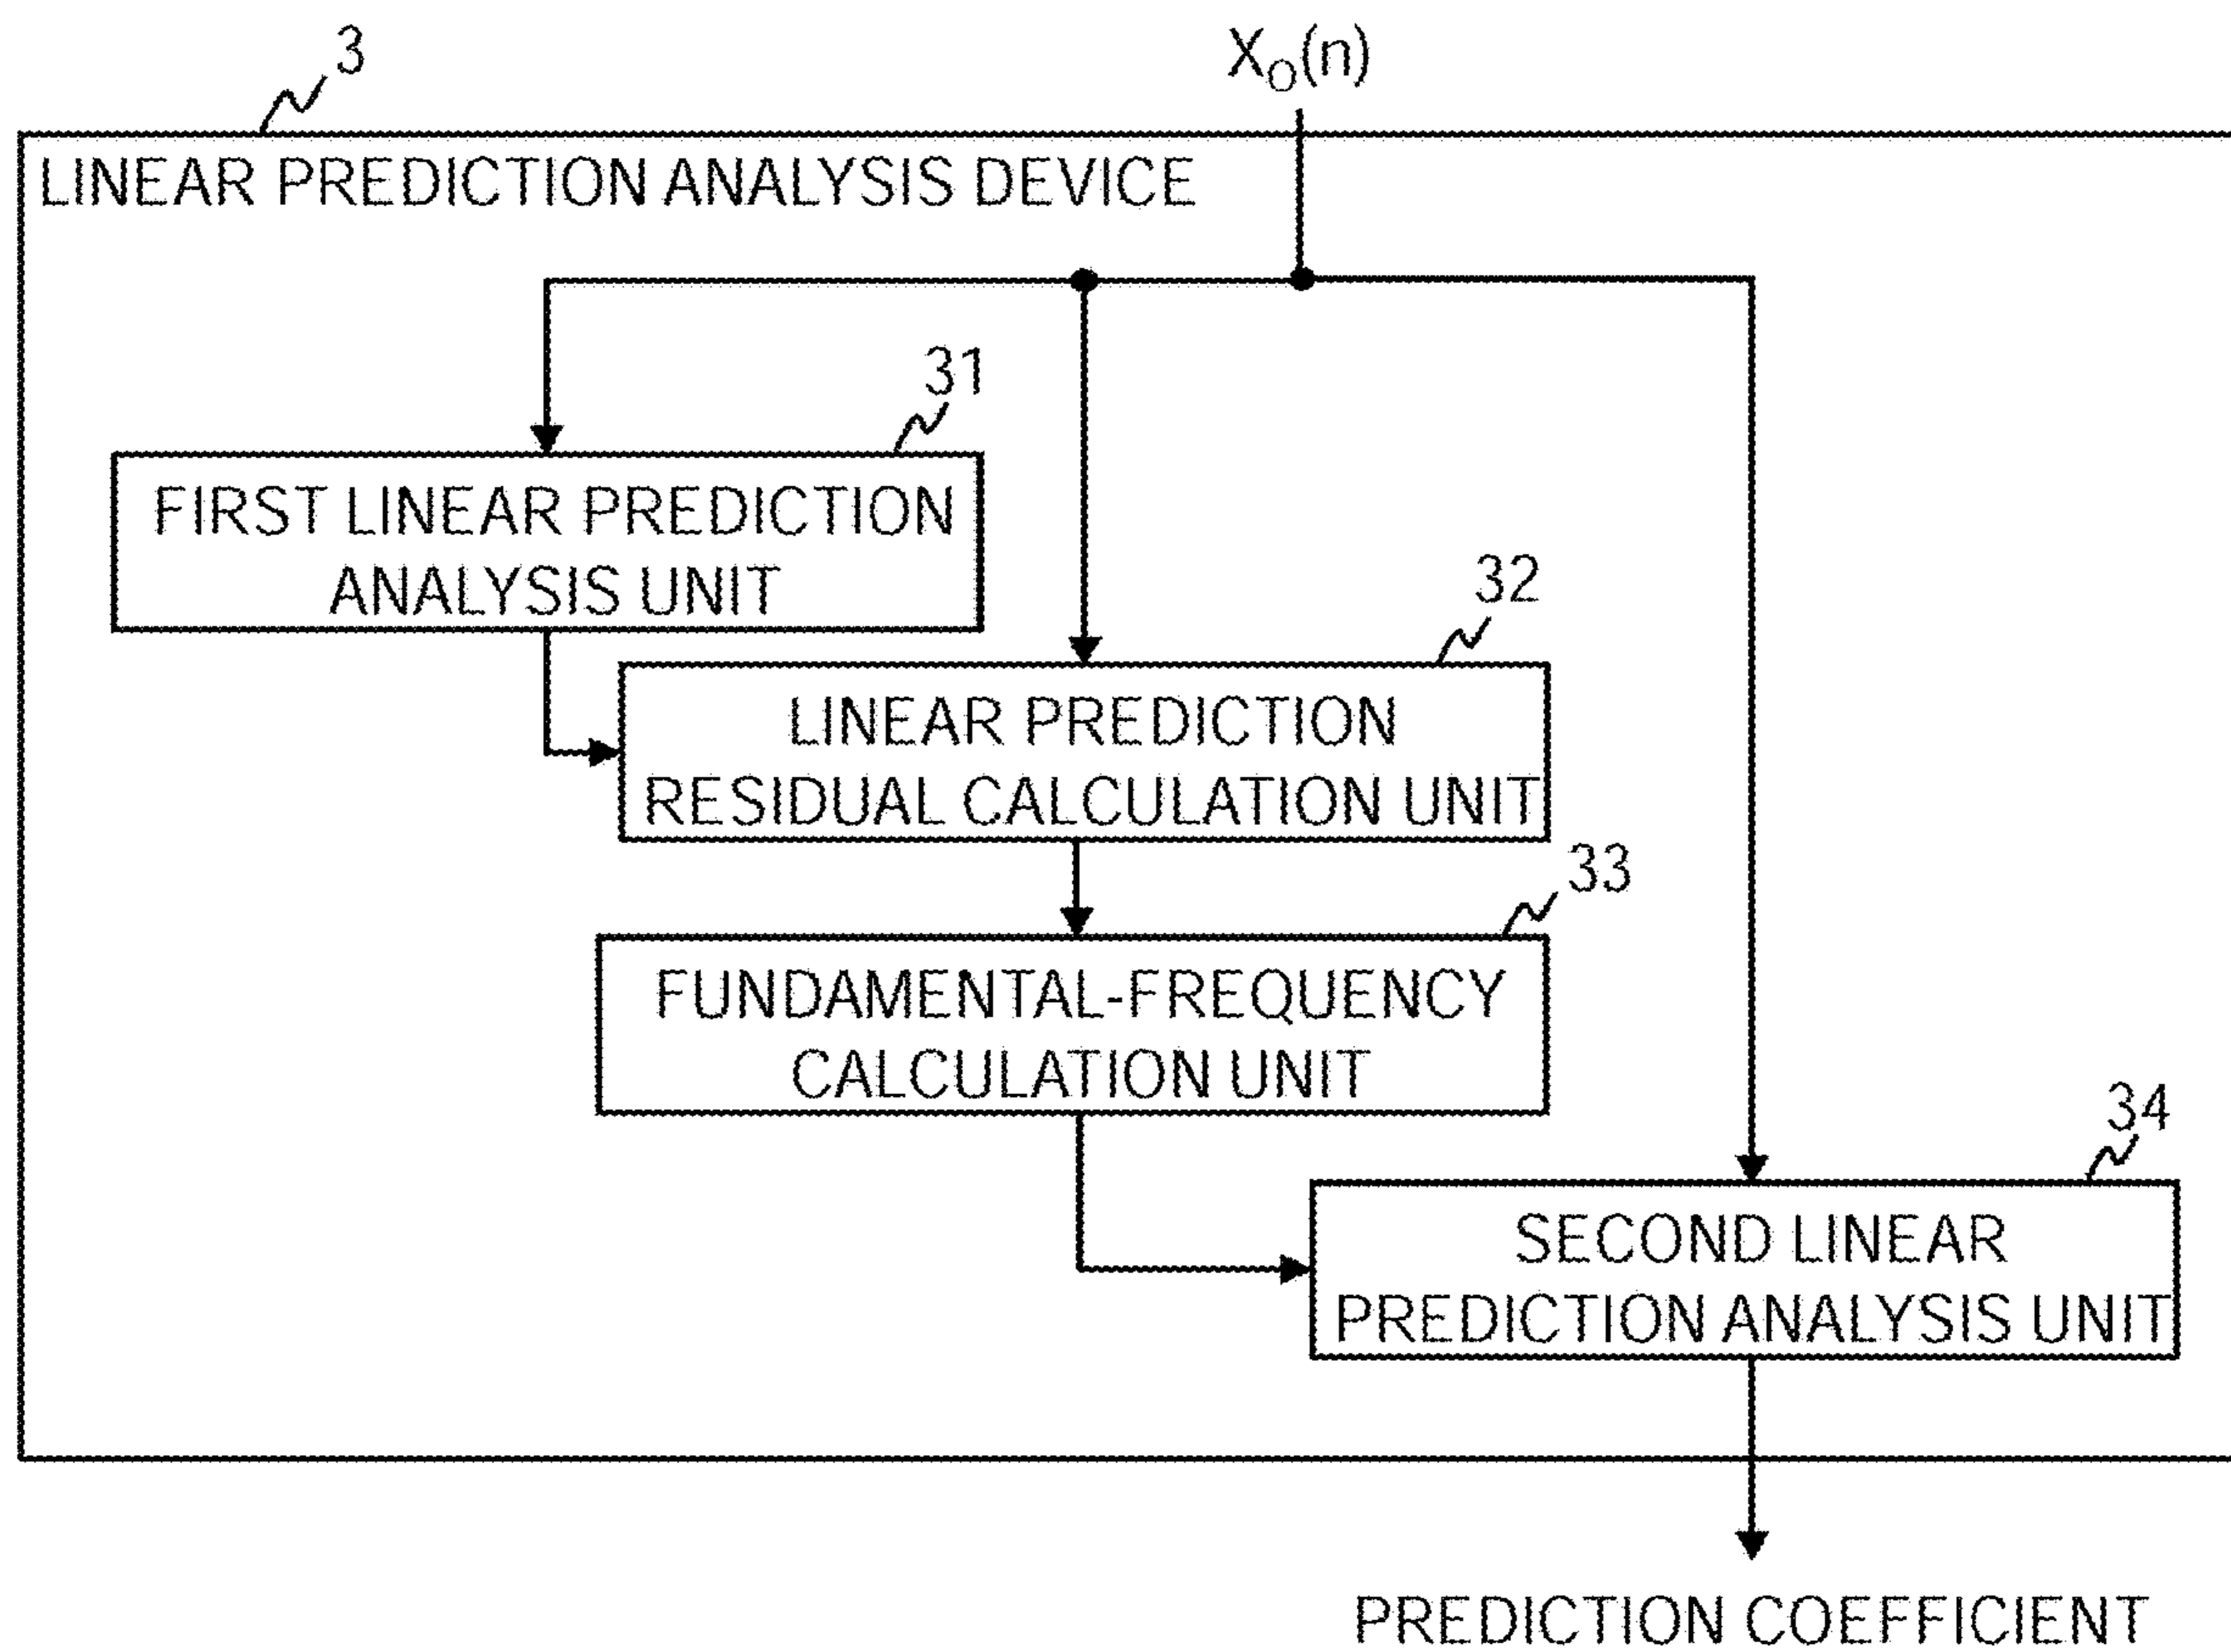 3
X_O(n)
LINEAR PREDICTION ANALYSIS DEVICE
31
FIRST LINEAR PREDICTION
ANALYSIS UNIT
32
LINEAR PREDICTION
RESIDUAL CALCULATION UNIT
33
FUNDAMENTAL-FREQUENCY
CALCULATION UNIT
34
SECOND LINEAR
PREDICTION ANALYSIS UNIT
PREDICTION COEFFICIENT